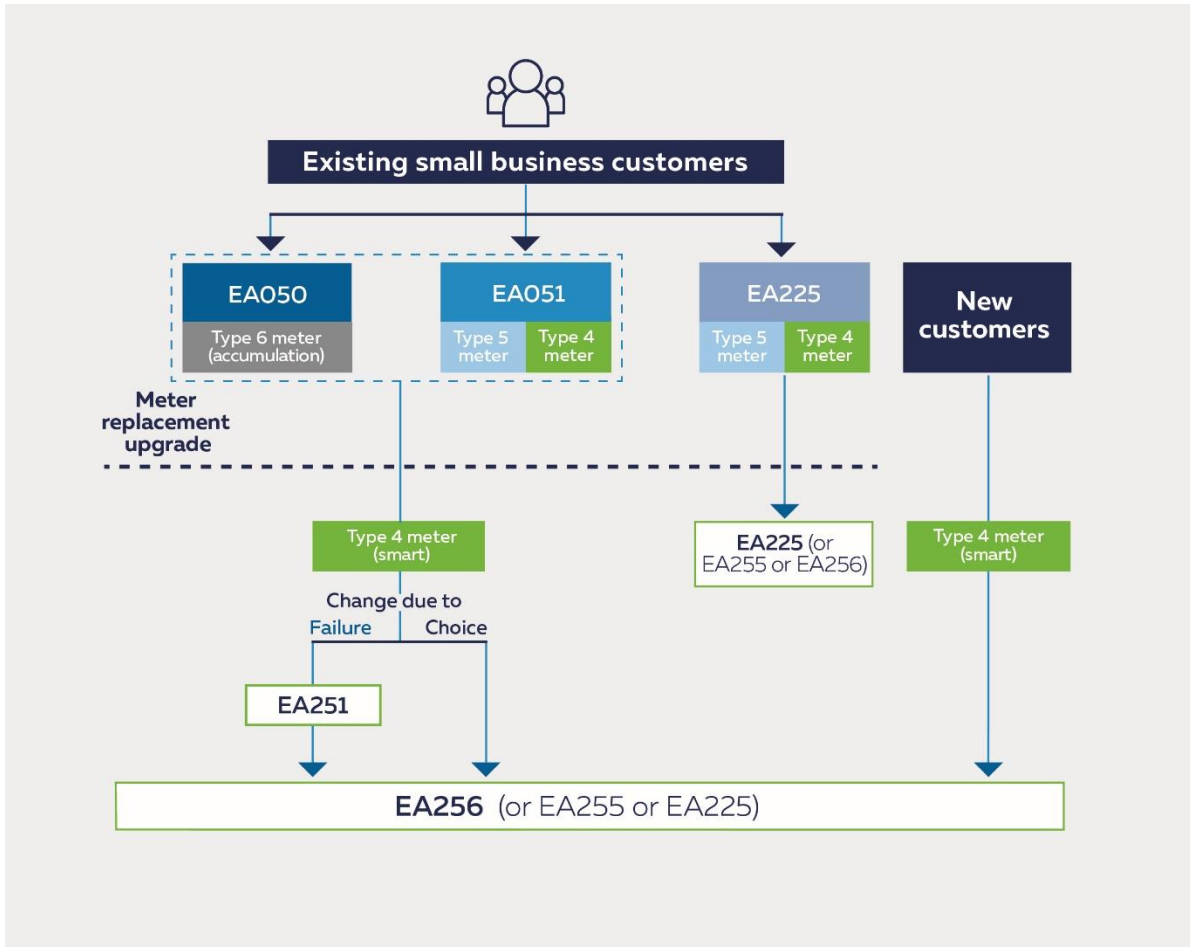 Existing small business customers
EA050
Type 6 meter
(accumulation)
EA051
Type 5
meter
Type 4
meter
EA225
Type 5
meter
Type 4
meter
New
customers
Meter
replacement
upgrade
Type 4 meter
(smart)
EA225 (or
EA255 or EA256)
Type 4 meter
(smart)
Change due to
Failure
Choice
EA251
EA256 (or EA255 or EA225)